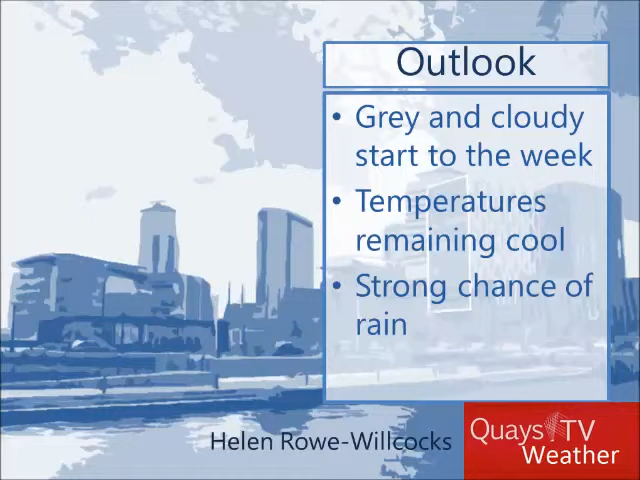 Outlook
• Grey and cloudy
start to the week
• Temperatures
remaining cool
• Strong chance of
rain
Helen Rowe-Willcocks
Quays TV
Weather